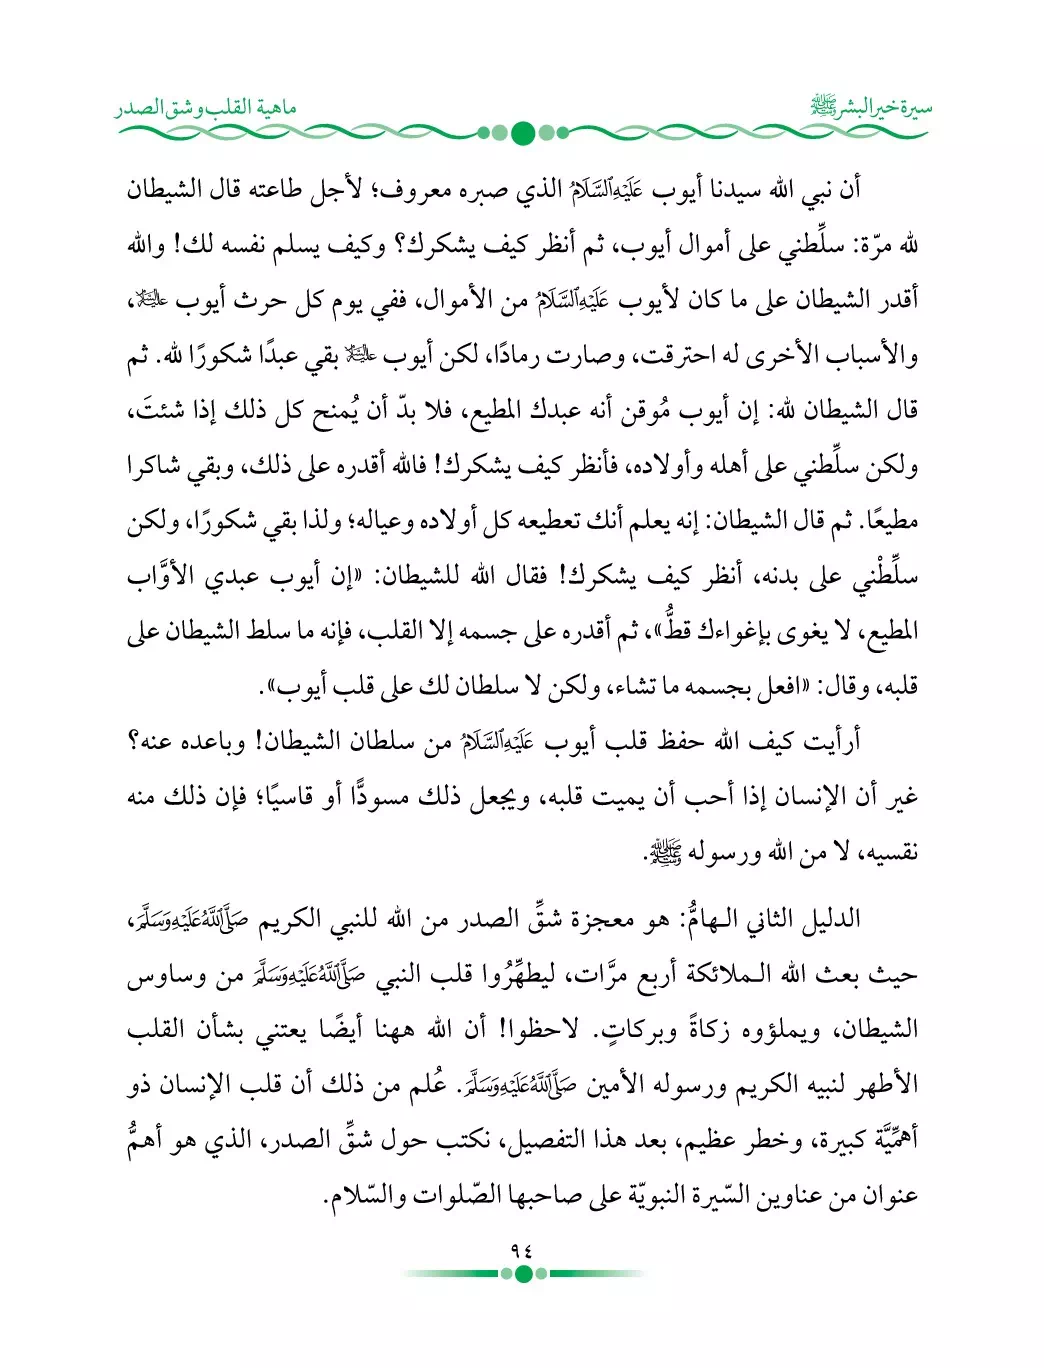 سيرة خير البشر ﷺ
ماهية القلب وشق الصدر
أن نبي الله سيدنا أيوب عَلَيْهِ ٱلسَّلَامُ الذي صبره معروف؛ لأجل طاعته قال الشيطان
لله مرّة: سلِّطني على أموال أيوب، ثم أنظر كيف يشكرك؟ وكيف يسلم نفسه لك! والله
أقدر الشيطان على ما كان لأيوب عَلَيْهِ ٱلسَّلَامُ من الأموال، ففي يوم كل حرث أيوب عليه السلام،
والأسباب الأخرى له احترقت، وصارت رمادًا، لكن أيوب عليه السلام بقي عبدًا شكورًا لله. ثم
قال الشيطان لله: إن أيوب مُوقن أنه عبدك المطيع، فلا بدّ أن يُمنح كل ذلك إذا شئتَ،
ولكن سلِّطني على أهله وأولاده، فأنظر كيف يشكرك! فالله أقدره على ذلك، وبقي شاكرا
مطيعًا. ثم قال الشيطان: إنه يعلم أنك تعطيعه كل أولاده وعياله؛ ولذا بقي شكورًا، ولكن
سلِّطْني على بدنه، أنظر كيف يشكرك! فقال الله للشيطان: «إن أيوب عبدي الأوَّاب
المطيع، لا يغوى بإغواءك قطُّ»، ثم أقدره على جسمه إلا القلب، فإنه ما سلط الشيطان على
قلبه، وقال: «افعل بجسمه ما تشاء، ولكن لا سلطان لك على قلب أيوب».
أرأيت كيف الله حفظ قلب أيوب عَلَيْهِ ٱلسَّلَامُ من سلطان الشيطان! وباعده عنه؟
غير أن الإنسان إذا أحب أن يميت قلبه، ويجعل ذلك مسودًّا أو قاسيًا؛ فإن ذلك منه
نقسيه، لا من الله ورسوله ﷺ.
الدليل الثاني الـهامُّ: هو معجزة شقِّ الصدر من الله للنبي الكريم صَلَّى ٱللَّهُ عَلَيْهِ وَسَلَّمَ،
حيث بعث الله الـملائكة أربع مرَّات، ليطهِّرُوا قلب النبي صَلَّى ٱللَّهُ عَلَيْهِ وَسَلَّمَ من وساوس
الشيطان، ويملؤوه زكاةً وبركاتٍ. لاحظوا! أن الله ههنا أيضًا يعتني بشأن القلب
الأطهر لنبيه الكريم ورسوله الأمين صَلَّى ٱللَّهُ عَلَيْهِ وَسَلَّمَ. عُلم من ذلك أن قلب الإنسان ذو
أهمِّيَّة كبيرة، وخطر عظيم، بعد هذا التفصيل، نكتب حول شقِّ الصدر، الذي هو أهمُّ
عنوان من عناوين السّيرة النبويّة على صاحبها الصّلوات والسّلام.
٩٤